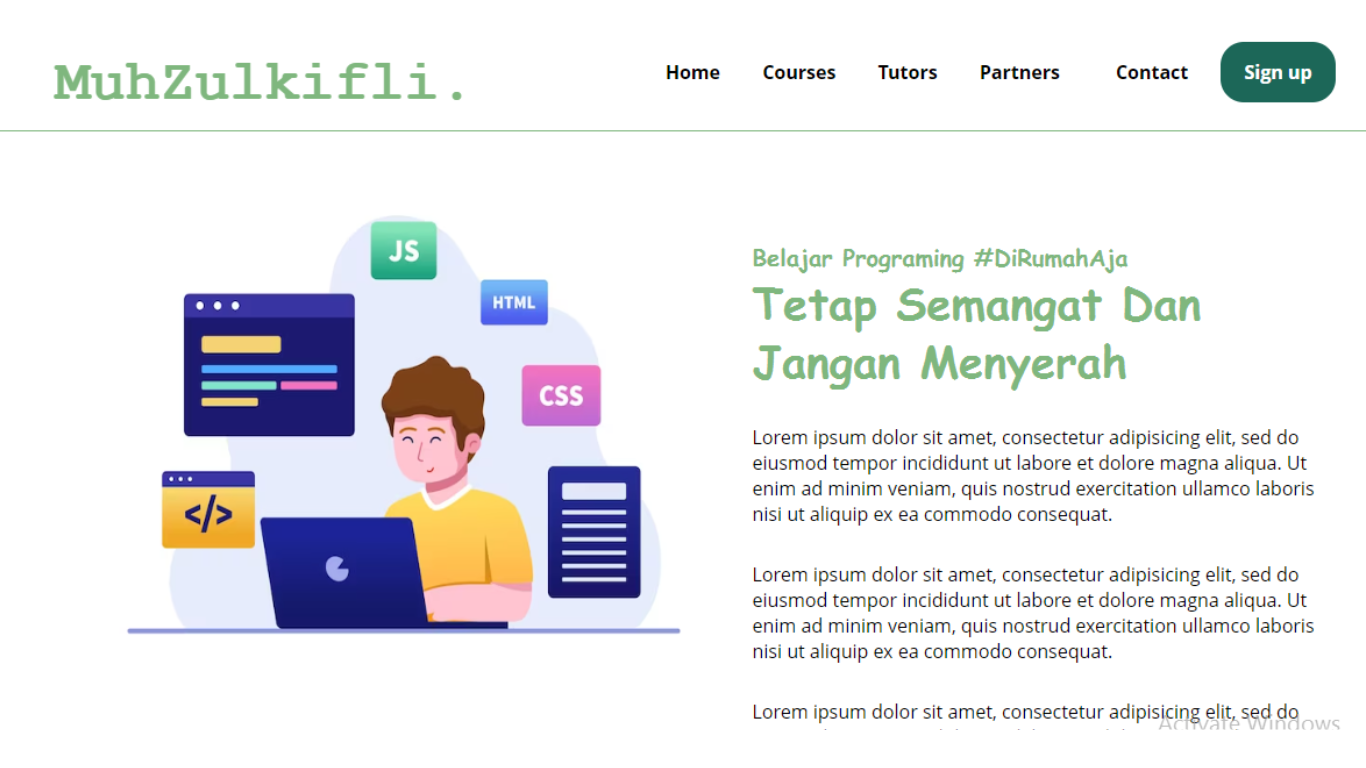 MuhZulkifli.
Home Courses Tutors Partners Contact Sign up
JS
HTML
CSS
</>
Belajar Programing #DiRumahAja
Tetap Semangat Dan
Jangan Menyerah
Lorem ipsum dolor sit amet, consectetur adipisicing elit, sed do
eiusmod tempor incididunt ut labore et dolore magna aliqua. Ut
enim ad minim veniam, quis nostrud exercitation ullamco laboris
nisi ut aliquip ex ea commodo consequat.
Lorem ipsum dolor sit amet, consectetur adipisicing elit, sed do
eiusmod tempor incididunt ut labore et dolore magna aliqua. Ut
enim ad minim veniam, quis nostrud exercitation ullamco laboris
nisi ut aliquip ex ea commodo consequat.
Lorem ipsum dolor sit amet, consectetur adipisicing elit, sed do
Activate Windows